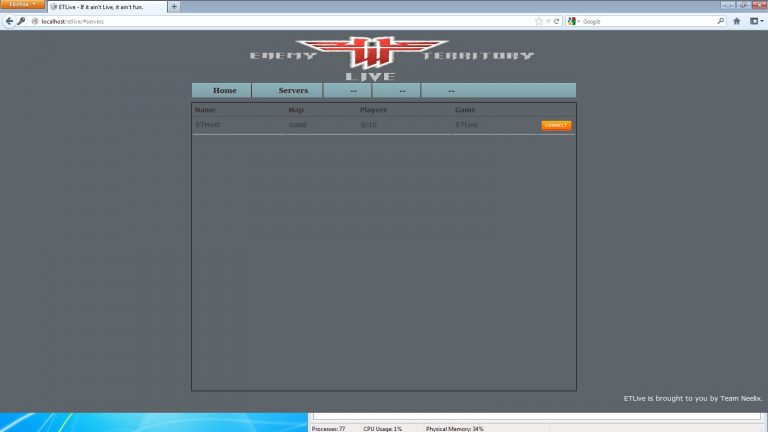 Firefox
ETLive - If it ain't Live, it ain't fun.
localhost/etlive/#servers
Google
ENEMY TERRITORY
LIVE
Home Servers -- -- --
Name Map Players Game
ETHost oasis 0/10 ETLive CONNECT
ETLive is brought to you by Team Neelix.
Processes: 77 CPU Usage: 1% Physical Memory: 34%